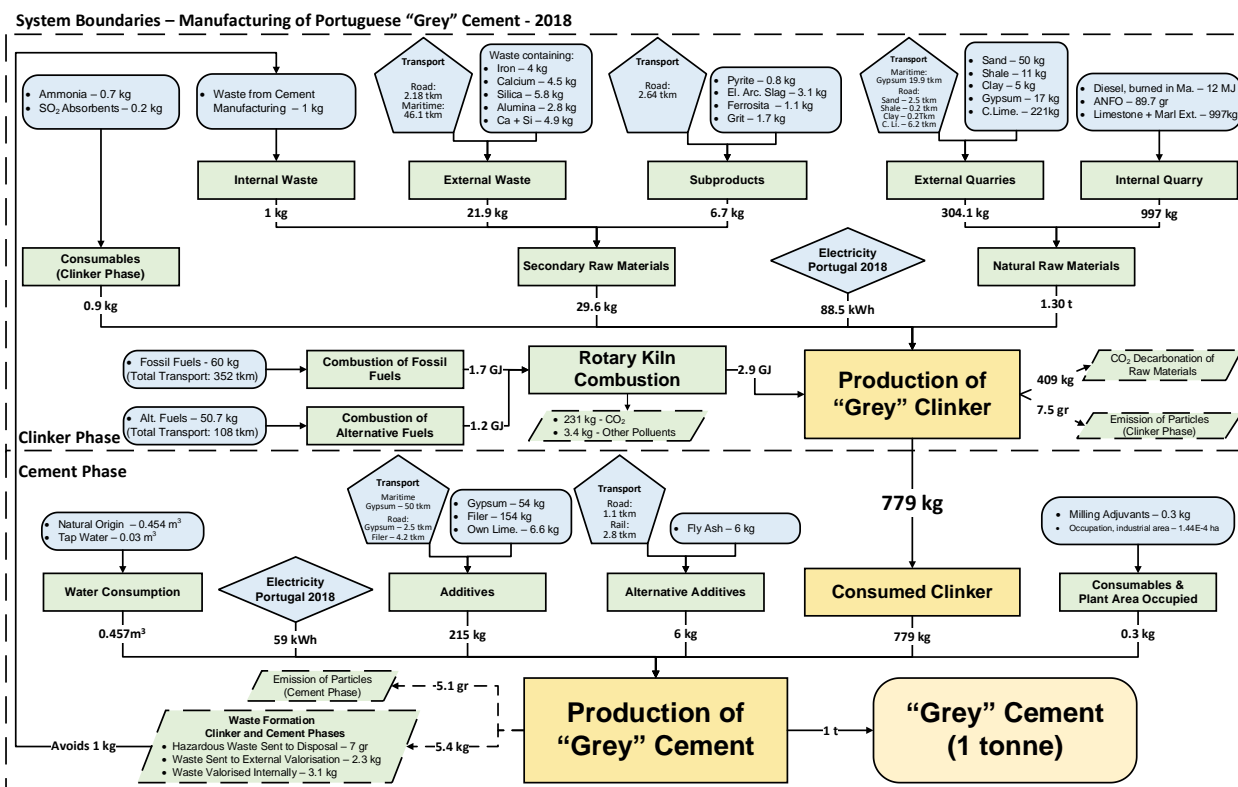 System Boundaries – Manufacturing of Portuguese “Grey” Cement - 2018
• Ammonia – 0.7 kg
• SO₂ Absorbents – 0.2 kg
• Waste from Cement
Manufacturing – 1 kg
Transport
Road:
2.18 tkm
Maritime:
46.1 tkm
Waste containing:
• Iron – 4 kg
• Calcium – 4.5 kg
• Silica – 5.8 kg
• Alumina – 2.8 kg
• Ca + Si – 4.9 kg
Transport
Road:
2.64 tkm
• Pyrite – 0.8 kg
• El. Arc. Slag – 3.1 kg
• Ferrosita – 1.1 kg
• Grit – 1.7 kg
Transport
Maritime:
Gypsum 19.9 tkm
Road:
Sand – 2.5 tkm
Shale – 0.2 tkm
Clay – 0.2Tkm
C. Li. – 6.2 tkm
• Sand – 50 kg
• Shale – 11 kg
• Clay – 5 kg
• Gypsum – 17 kg
• C.Lime. – 221kg
• Diesel, burned in Ma. – 12 MJ
• ANFO – 89.7 gr
• Limestone + Marl Ext. – 997kg
Internal Waste
External Waste
Subproducts
External Quarries
Internal Quarry
1 kg
21.9 kg
6.7 kg
304.1 kg
997 kg
Consumables
(Clinker Phase)
Secondary Raw Materials
Electricity
Portugal 2018
Natural Raw Materials
0.9 kg
29.6 kg
88.5 kWh
1.30 t
• Fossil Fuels - 60 kg
(Total Transport: 352 tkm)
Combustion of Fossil
Fuels
1.7 GJ
Rotary Kiln
Combustion
2.9 GJ
Production of
“Grey” Clinker
409 kg
CO₂ Decarbonation of
Raw Materials
• Alt. Fuels – 50.7 kg
(Total Transport: 108 tkm)
Combustion of
Alternative Fuels
1.2 GJ
• 231 kg - CO₂
• 3.4 kg - Other Polluents
7.5 gr
Emission of Particles
(Clinker Phase)
Clinker Phase
Cement Phase
779 kg
• Natural Origin – 0.454 m³
• Tap Water – 0.03 m³
Transport
Maritime
Gypsum – 50 tkm
Road:
Gypsum – 2.5 tkm
Filer – 4.2 tkm
• Gypsum – 54 kg
• Filer – 154 kg
• Own Lime. – 6.6 kg
Transport
Road:
1.1 tkm
Rail:
2.8 tkm
• Fly Ash – 6 kg
• Milling Adjuvants – 0.3 kg
• Occupation, industrial area – 1.44E-4 ha
Water Consumption
Electricity
Portugal 2018
Additives
Alternative Additives
Consumed Clinker
Consumables &
Plant Area Occupied
0.457m³
59 kWh
215 kg
6 kg
779 kg
0.3 kg
Emission of Particles
(Cement Phase)
5.1 gr
Production of
“Grey” Cement
1 t
“Grey” Cement
(1 tonne)
Waste Formation
Clinker and Cement Phases
• Hazardous Waste Sent to Disposal – 7 gr
• Waste Sent to External Valorisation – 2.3 kg
• Waste Valorised Internally – 3.1 kg
5.4 kg
Avoids 1 kg